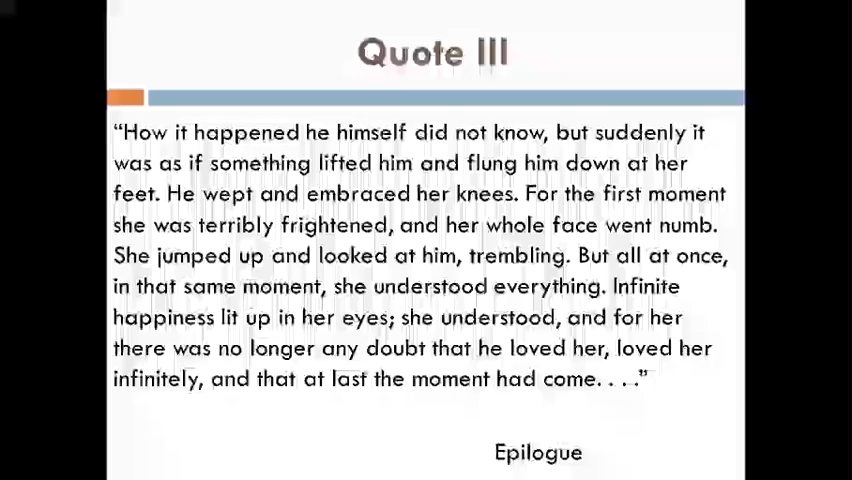 Quote III
“How it happened he himself did not know, but suddenly it
was as if something lifted him and flung him down at her
feet. He wept and embraced her knees. For the first moment
she was terribly frightened, and her whole face went numb.
She jumped up and looked at him, trembling. But all at once,
in that same moment, she understood everything. Infinite
happiness lit up in her eyes; she understood, and for her
there was no longer any doubt that he loved her, loved her
infinitely, and that at last the moment had come. . . .”
Epilogue